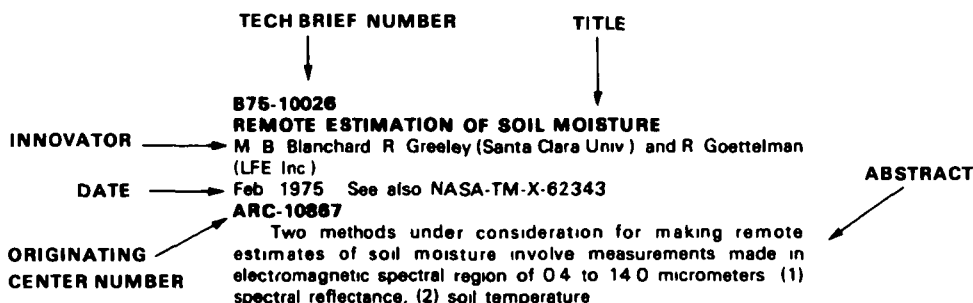 TECH BRIEF NUMBER
TITLE
B75-10026
REMOTE ESTIMATION OF SOIL MOISTURE
INNOVATOR
M B Blanchard R Greeley (Santa Clara Univ) and R Goettelman
(LFE Inc)
DATE
Feb 1975 See also NASA-TM-X-62343
ABSTRACT
ARC-10867
Two methods under consideration for making remote
ORIGINATING
CENTER NUMBER
estimates of soil moisture involve measurements made in
electromagnetic spectral region of 0 4 to 14 0 micrometers (1)
spectral reflectance, (2) soil temperature